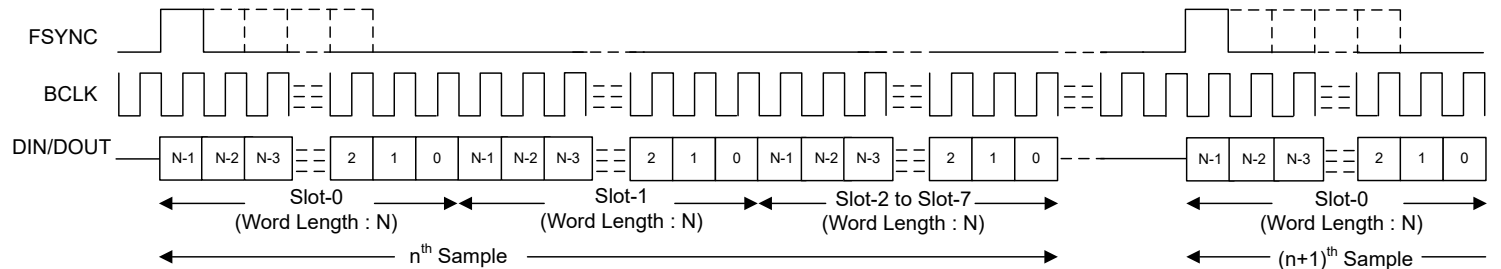 FSYNC
BCLK
DIN/DOUT
N-1 N-2 N-3 2 1 0 N-1 N-2 N-3 2 1 0 N-1 N-2 N-3 2 1 0 N-1 N-2 N-3 2 1 0
Slot-0 Slot-1 Slot-2 to Slot-7 Slot-0
(Word Length : N) (Word Length : N) (Word Length : N) (Word Length : N)
nth Sample (n+1)th Sample